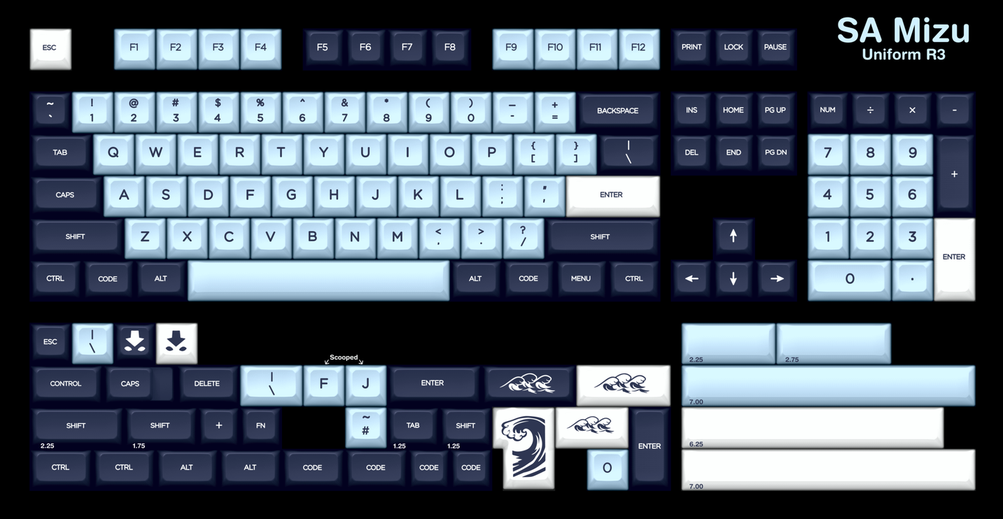 SA Mizu
Uniform R3
ESC F1 F2 F3 F4 F5 F6 F7 F8 F9 F10 F11 F12 PRINT LOCK PAUSE
~ ! @ # $ % ^ & * ( ) — +
` 1 2 3 4 5 6 7 8 9 0 - = BACKSPACE INS HOME PG UP NUM ÷ × -
TAB Q W E R T Y U I O P { } |
[ ] \ DEL END PG DN 7 8 9 +
CAPS A S D F G H J K L : " ENTER 4 5 6
; '
SHIFT Z X C V B N M < > ? SHIFT ↑ 1 2 3 ENTER
, . /
CTRL CODE ALT ALT CODE MENU CTRL ← ↓ → 0 .
ESC | 
\
Scooped
2.25 2.75
CONTROL CAPS DELETE | F J ENTER
\
7.00
SHIFT SHIFT + FN ~ TAB SHIFT ENTER
#
2.25 1.75 1.25 1.25 6.25
CTRL CTRL ALT ALT CODE CODE CODE CODE 0
7.00